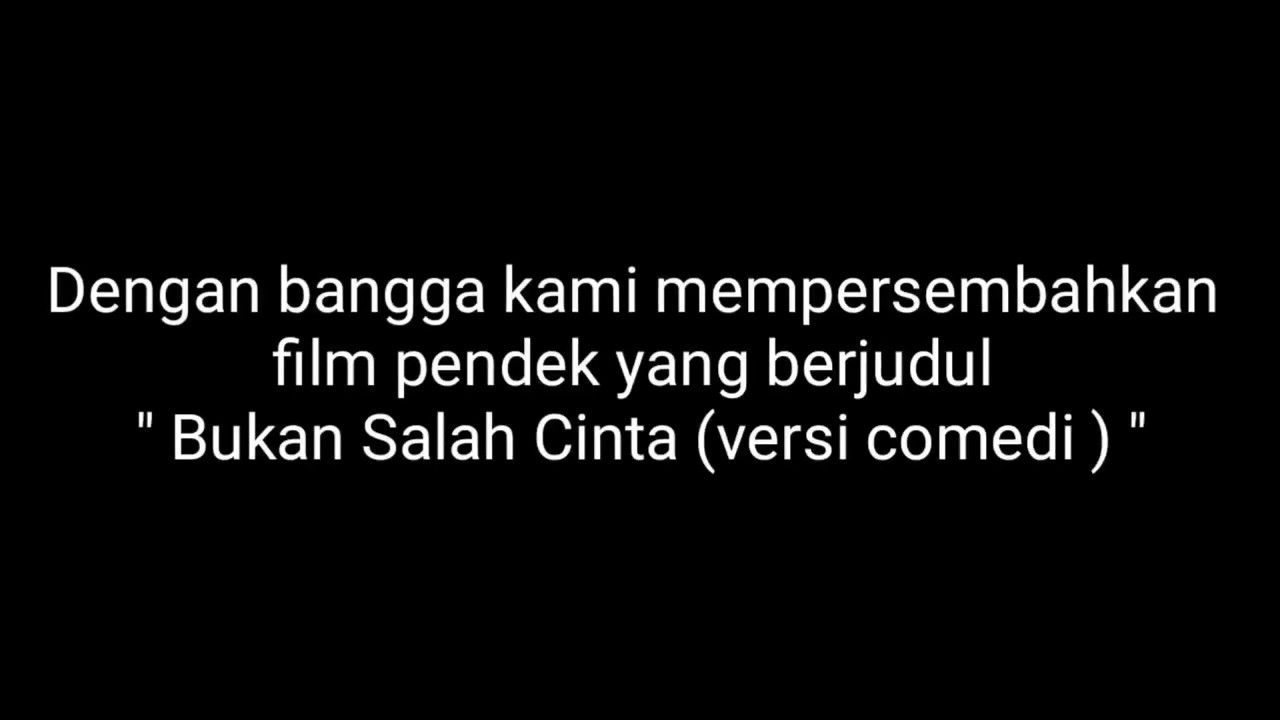 Dengan bangga kami mempersembahkan
film pendek yang berjudul
" Bukan Salah Cinta (versi comedi ) "